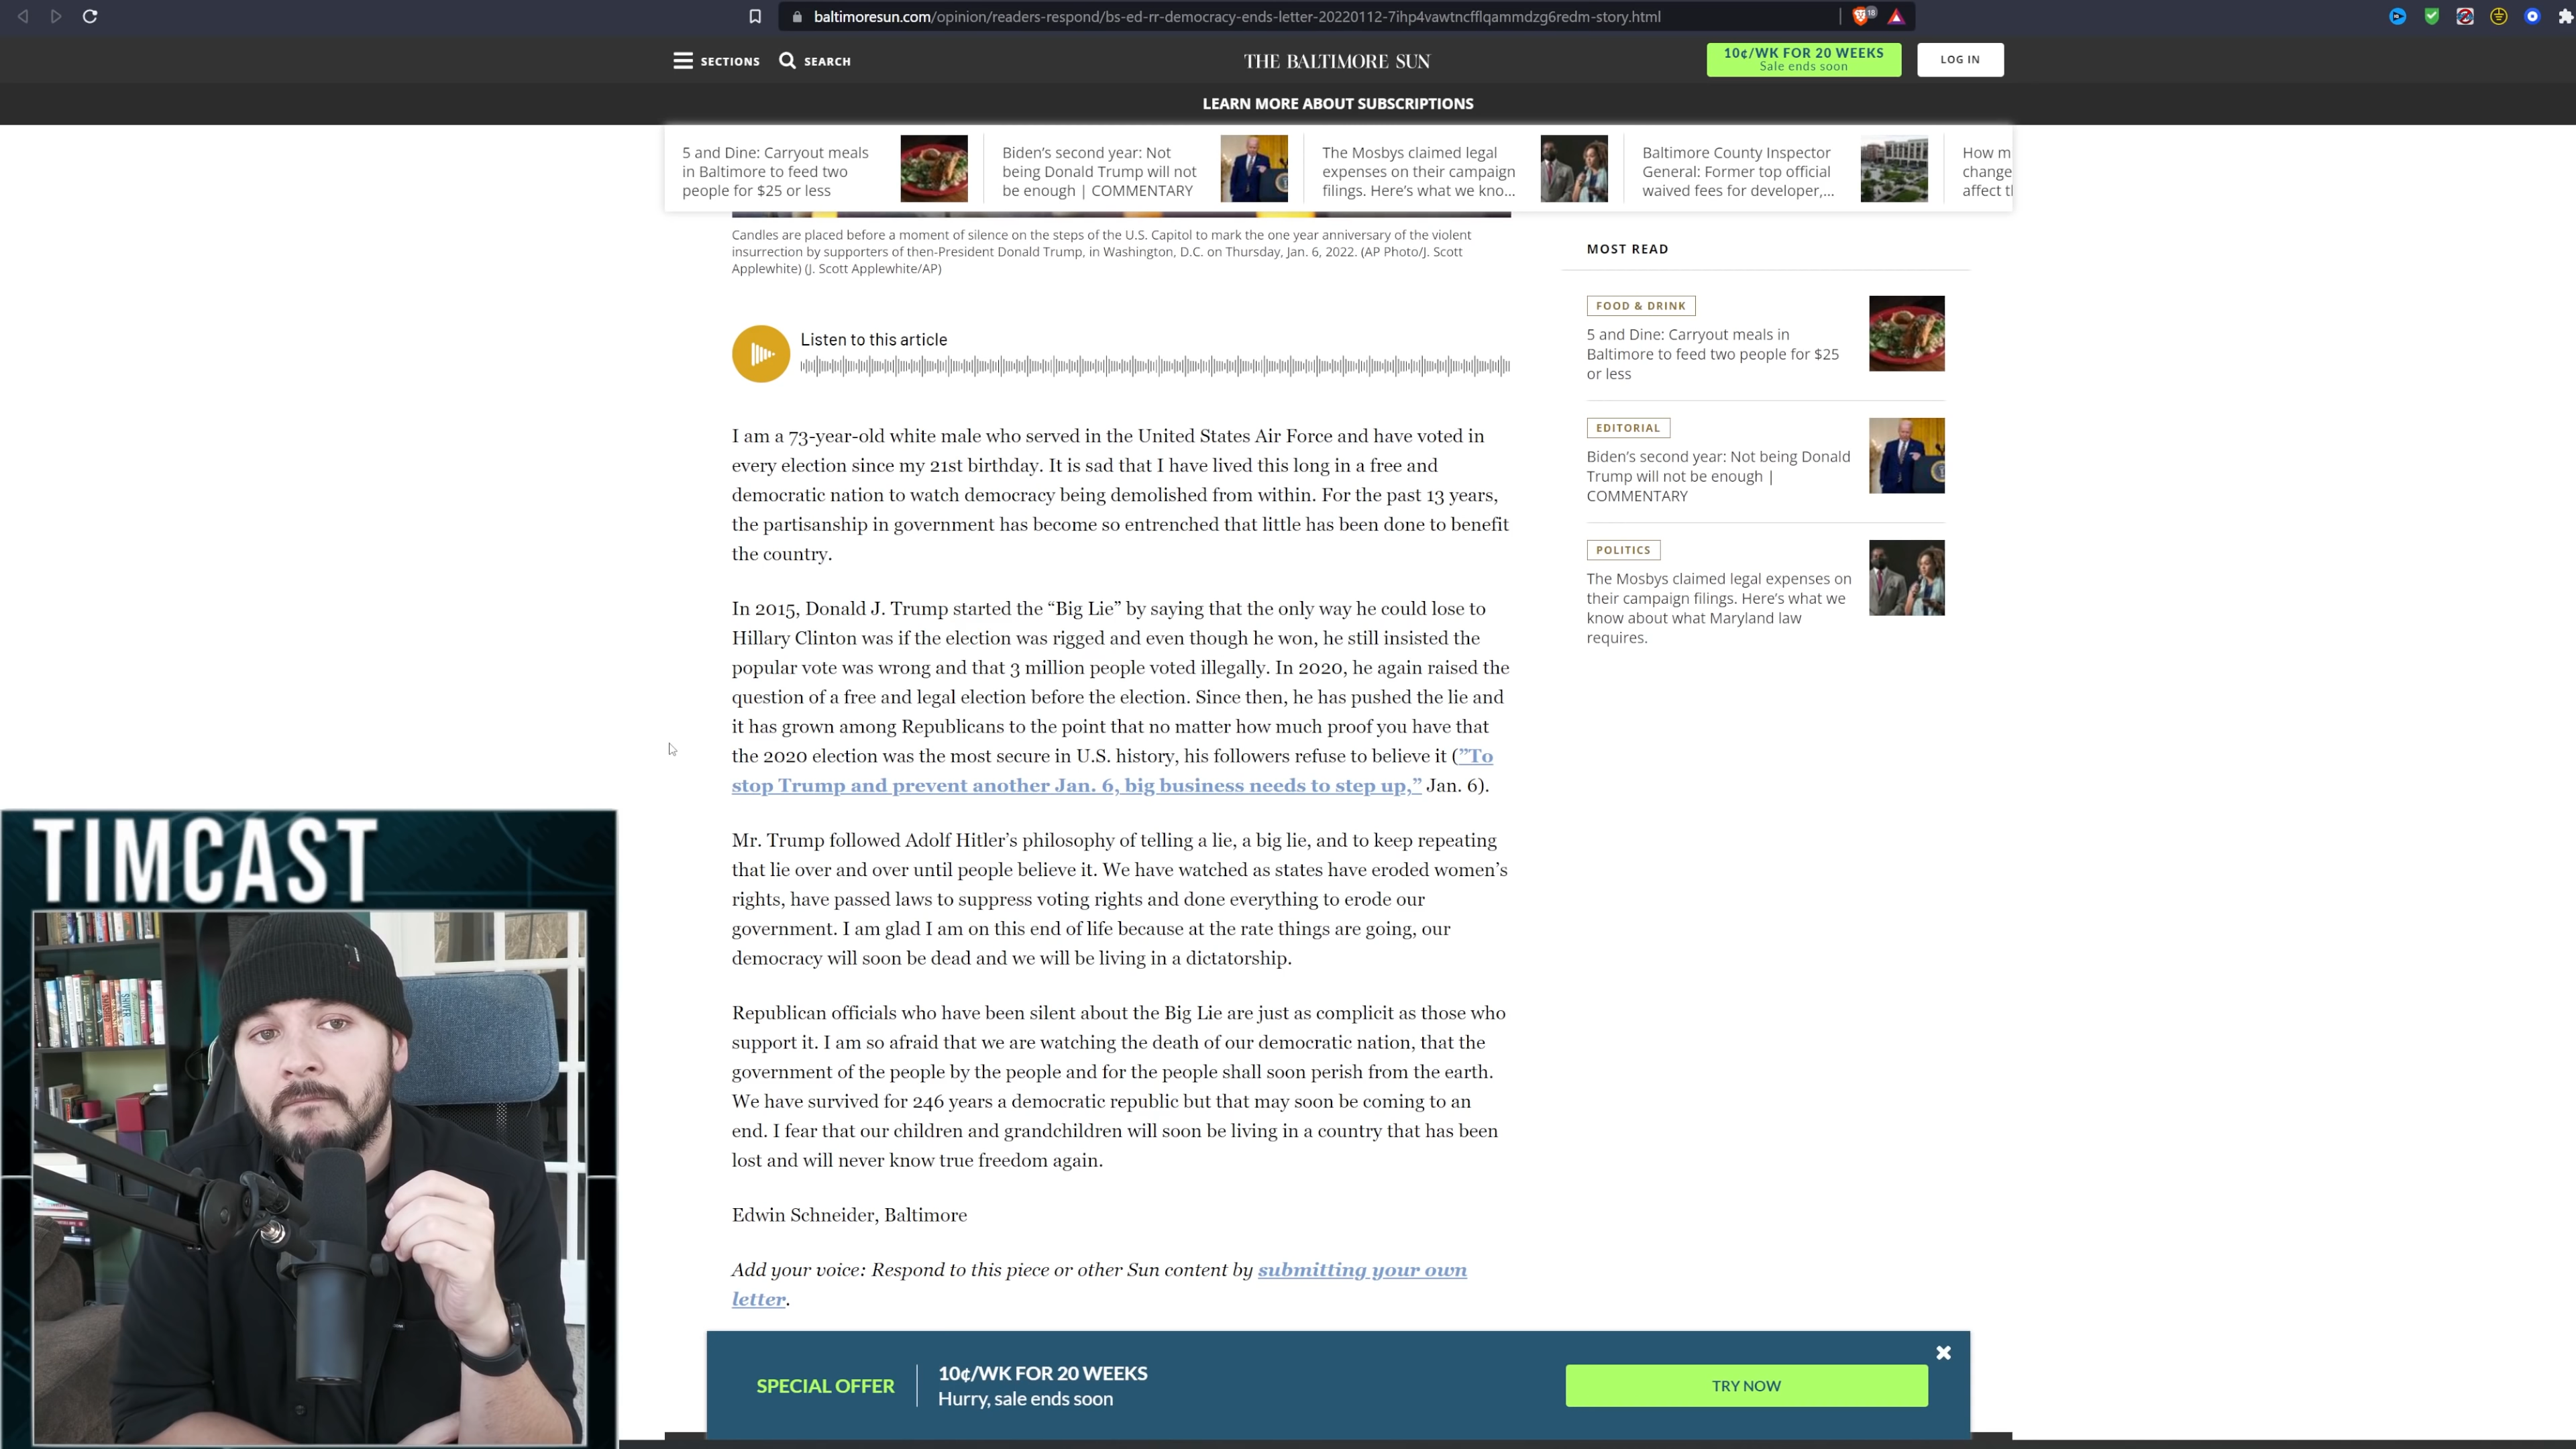 baltimoresun.com/opinion/readers-respond/bs-ed-rr-democracy-ends-letter-20220112-7ihp4vawtncfflqammdzg6redm-story.html
18
SECTIONS
SEARCH
THE BALTIMORE SUN
10¢/WK FOR 20 WEEKS
Sale ends soon
LOG IN
LEARN MORE ABOUT SUBSCRIPTIONS
5 and Dine: Carryout meals
in Baltimore to feed two
people for $25 or less
Biden’s second year: Not
being Donald Trump will not
be enough | COMMENTARY
The Mosbys claimed legal
expenses on their campaign
filings. Here’s what we kno...
Baltimore County Inspector
General: Former top official
waived fees for developer,...
How m
change
affect t
Candles are placed before a moment of silence on the steps of the U.S. Capitol to mark the one year anniversary of the violent
insurrection by supporters of then-President Donald Trump, in Washington, D.C. on Thursday, Jan. 6, 2022. (AP Photo/J. Scott
Applewhite) (J. Scott Applewhite/AP)
Listen to this article
I am a 73-year-old white male who served in the United States Air Force and have voted in
every election since my 21st birthday. It is sad that I have lived this long in a free and
democratic nation to watch democracy being demolished from within. For the past 13 years,
the partisanship in government has become so entrenched that little has been done to benefit
the country.
In 2015, Donald J. Trump started the “Big Lie” by saying that the only way he could lose to
Hillary Clinton was if the election was rigged and even though he won, he still insisted the
popular vote was wrong and that 3 million people voted illegally. In 2020, he again raised the
question of a free and legal election before the election. Since then, he has pushed the lie and
it has grown among Republicans to the point that no matter how much proof you have that
the 2020 election was the most secure in U.S. history, his followers refuse to believe it (”To
stop Trump and prevent another Jan. 6, big business needs to step up,” Jan. 6).
Mr. Trump followed Adolf Hitler’s philosophy of telling a lie, a big lie, and to keep repeating
that lie over and over until people believe it. We have watched as states have eroded women’s
rights, have passed laws to suppress voting rights and done everything to erode our
government. I am glad I am on this end of life because at the rate things are going, our
democracy will soon be dead and we will be living in a dictatorship.
Republican officials who have been silent about the Big Lie are just as complicit as those who
support it. I am so afraid that we are watching the death of our democratic nation, that the
government of the people by the people and for the people shall soon perish from the earth.
We have survived for 246 years a democratic republic but that may soon be coming to an
end. I fear that our children and grandchildren will soon be living in a country that has been
lost and will never know true freedom again.
Edwin Schneider, Baltimore
Add your voice: Respond to this piece or other Sun content by submitting your own
letter.
MOST READ
FOOD & DRINK
5 and Dine: Carryout meals in
Baltimore to feed two people for $25
or less
EDITORIAL
Biden’s second year: Not being Donald
Trump will not be enough |
COMMENTARY
POLITICS
The Mosbys claimed legal expenses on
their campaign filings. Here’s what we
know about what Maryland law
requires.
TIMCAST
SPECIAL OFFER
10¢/WK FOR 20 WEEKS
Hurry, sale ends soon
TRY NOW